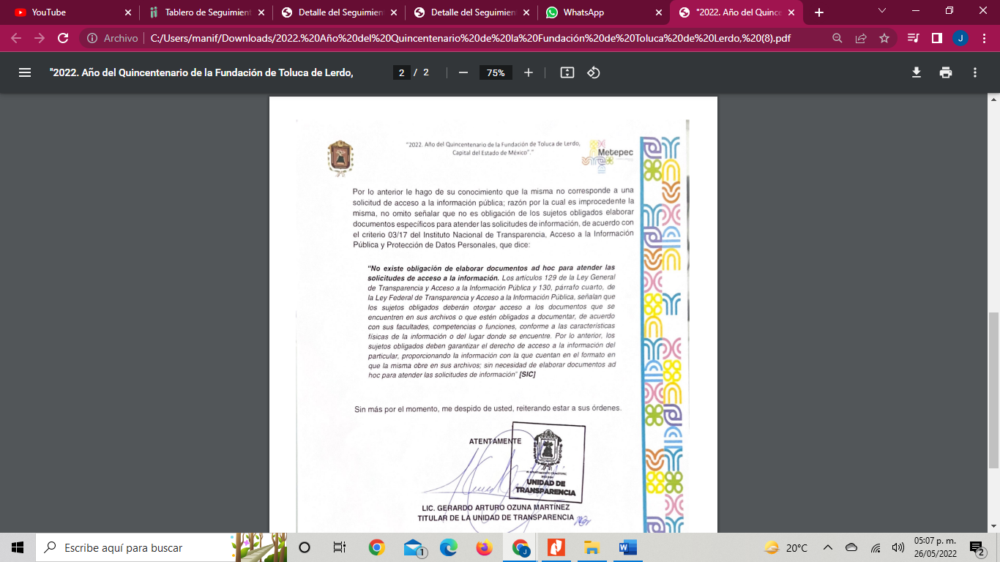 YouTube
Tablero de Seguimient
Detalle del Seguimien
Detalle del Seguimien
WhatsApp
"2022. Año del Quince
Archivo
C:/Users/manif/Downloads/2022.%20Año%20del%20Quincentenario%20de%20la%20Fundación%20de%20Toluca%20de%20Lerdo,%20(8).pdf
J
"2022. Año del Quincentenario de la Fundación de Toluca de Lerdo,
2 / 2
75%
"2022. Año del Quincentenario de la Fundación de Toluca de Lerdo,
Capital del Estado de México"."
Metepec
Por lo anterior le hago de su conocimiento que la misma no corresponde a una
solicitud de acceso a la información pública; razón por la cual es improcedente la
misma, no omito señalar que no es obligación de los sujetos obligados elaborar
documentos específicos para atender las solicitudes de información, de acuerdo con
el criterio 03/17 del Instituto Nacional de Transparencia, Acceso a la Información
Pública y Protección de Datos Personales, que dice:
"No existe obligación de elaborar documentos ad hoc para atender las
solicitudes de acceso a la información. Los artículos 129 de la Ley General
de Transparencia y Acceso a la Información Pública y 130, párrafo cuarto, de
la Ley Federal de Transparencia y Acceso a la Información Pública, señalan que
los sujetos obligados deberán otorgar acceso a los documentos que se
encuentren en sus archivos o que estén obligados a documentar, de acuerdo
con sus facultades, competencias o funciones, conforme a las características
físicas de la información o del lugar donde se encuentre. Por lo anterior, los
sujetos obligados deben garantizar el derecho de acceso a la información del
particular, proporcionando la información con la que cuentan en el formato en
que la misma obre en sus archivos; sin necesidad de elaborar documentos ad
hoc para atender las solicitudes de información" [SIC]
Sin más por el momento, me despido de usted, reiterando estar a sus órdenes.
ATENTAMENTE
UNIDAD DE
TRANSPARENCIA
LIC. GERARDO ARTURO OZUNA MARTÍNEZ
TITULAR DE LA UNIDAD DE TRANSPARENCIA
Escribe aquí para buscar
1
J
20°C
05:07 p. m.
26/05/2022
2